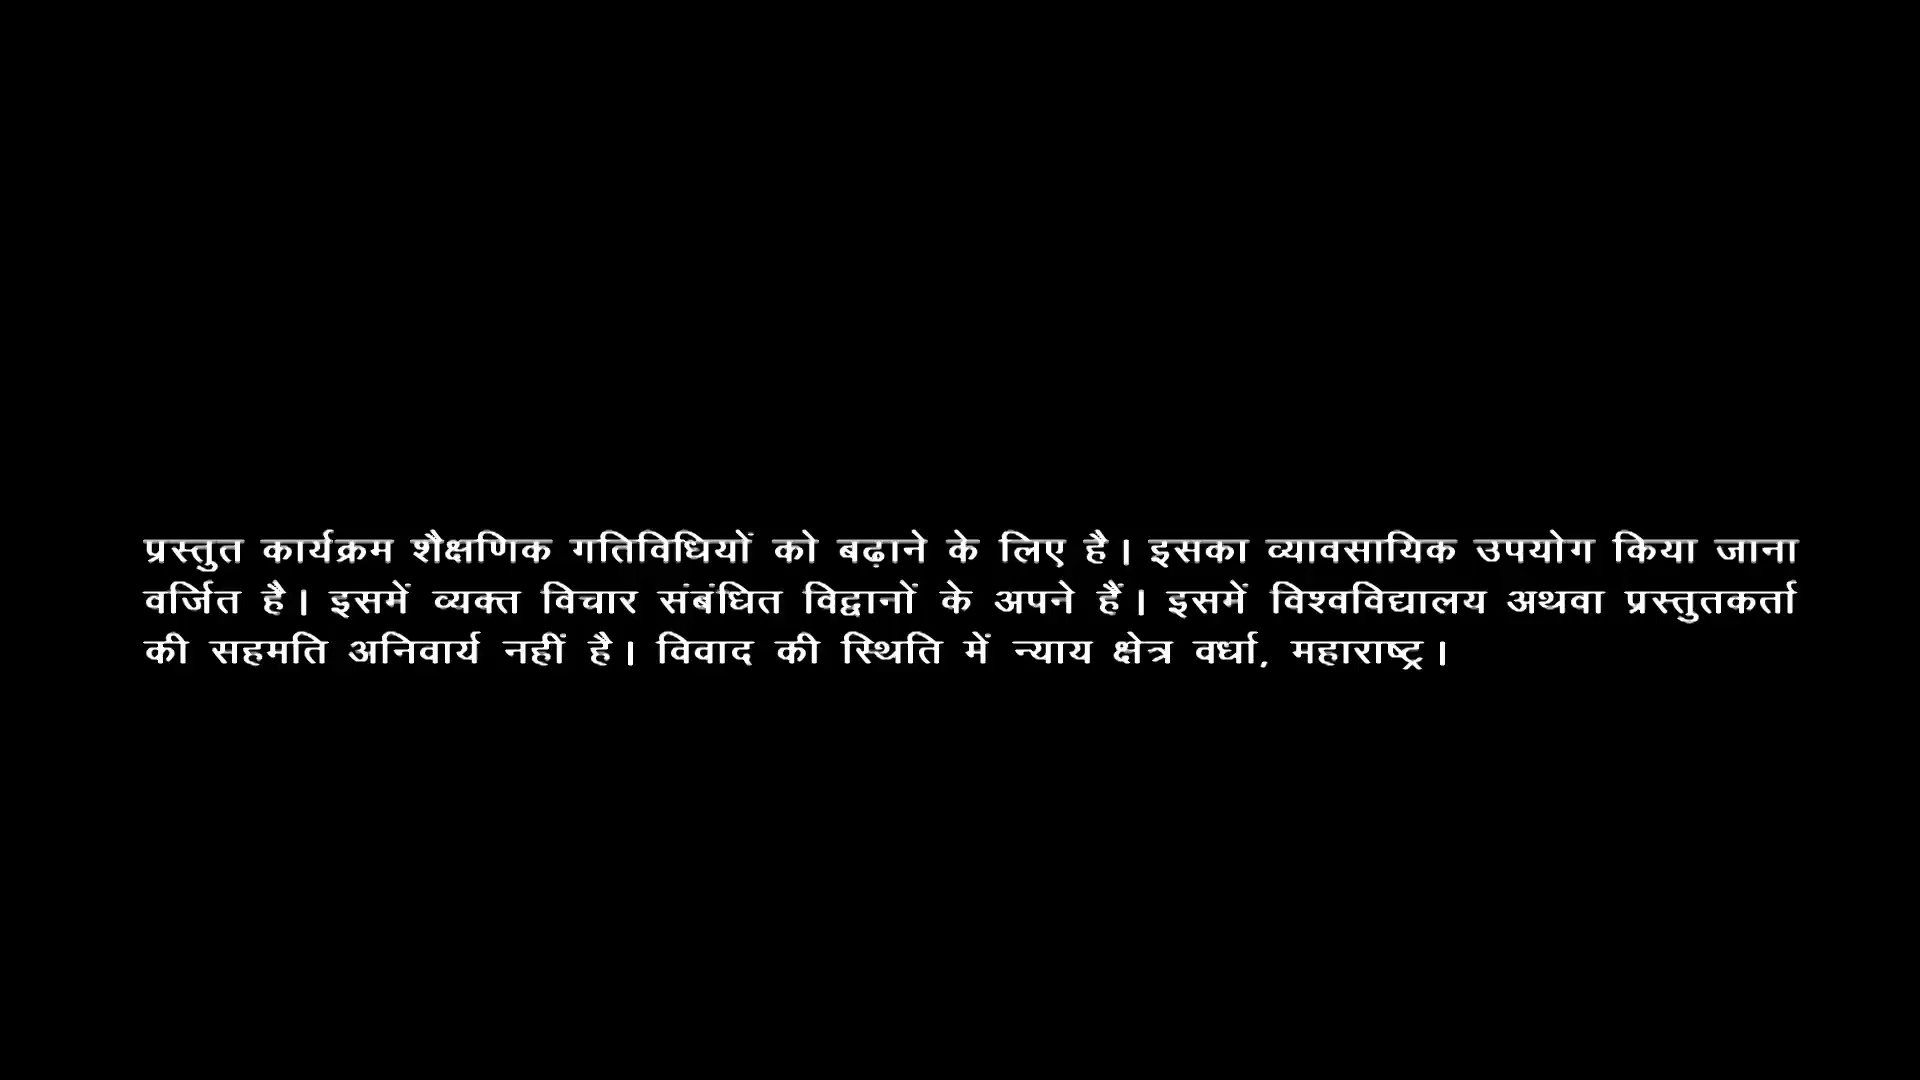 प्रस्तुत कार्यक्रम शैक्षणिक गतिविधियों को बढ़ाने के लिए है। इसका व्यावसायिक उपयोग किया जाना
वर्जित है। इसमें व्यक्त विचार संबंधित विद्वानों के अपने हैं। इसमें विश्वविद्यालय अथवा प्रस्तुतकर्ता
की सहमति अनिवार्य नहीं है। विवाद की स्थिति में न्याय क्षेत्र वर्धा, महाराष्ट्र।